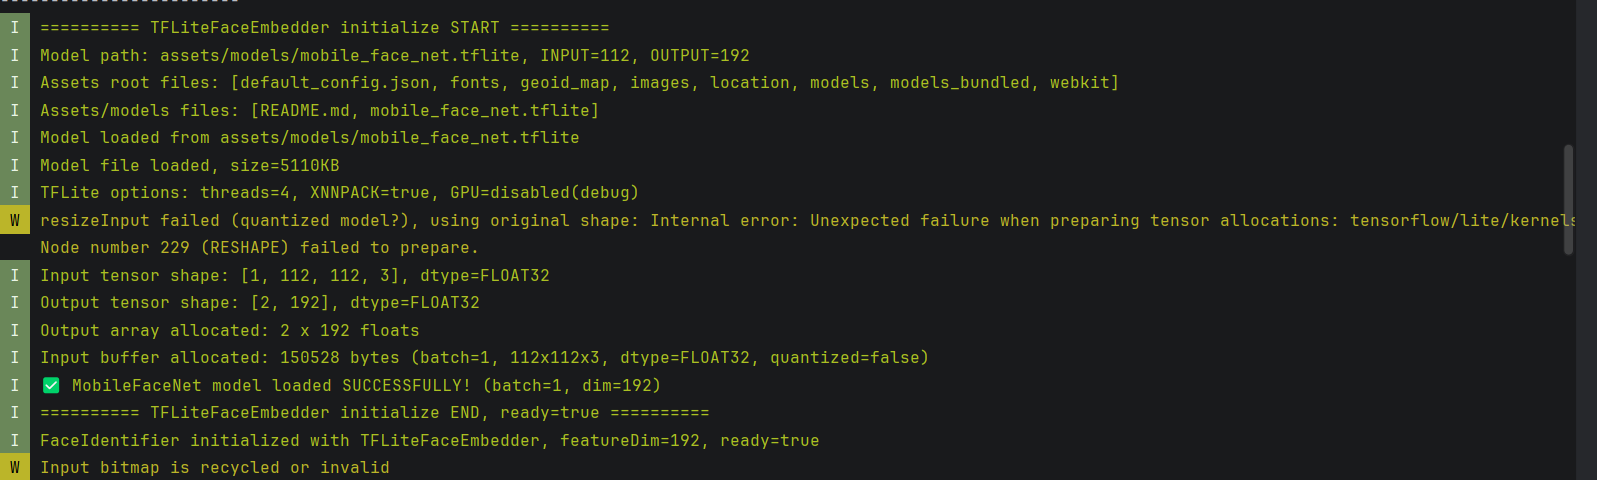 I ========== TFLiteFaceEmbedder initialize START ==========
I Model path: assets/models/mobile_face_net.tflite, INPUT=112, OUTPUT=192
I Assets root files: [default_config.json, fonts, geoid_map, images, location, models, models_bundled, webkit]
I Assets/models files: [README.md, mobile_face_net.tflite]
I Model loaded from assets/models/mobile_face_net.tflite
I Model file loaded, size=5110KB
I TFLite options: threads=4, XNNPACK=true, GPU=disabled(debug)
W resizeInput failed (quantized model?), using original shape: Internal error: Unexpected failure when preparing tensor allocations: tensorflow/lite/kernels
Node number 229 (RESHAPE) failed to prepare.
I Input tensor shape: [1, 112, 112, 3], dtype=FLOAT32
I Output tensor shape: [2, 192], dtype=FLOAT32
I Output array allocated: 2 x 192 floats
I Input buffer allocated: 150528 bytes (batch=1, 112x112x3, dtype=FLOAT32, quantized=false)
I ✅ MobileFaceNet model loaded SUCCESSFULLY! (batch=1, dim=192)
I ========== TFLiteFaceEmbedder initialize END, ready=true ==========
I FaceIdentifier initialized with TFLiteFaceEmbedder, featureDim=192, ready=true
W Input bitmap is recycled or invalid